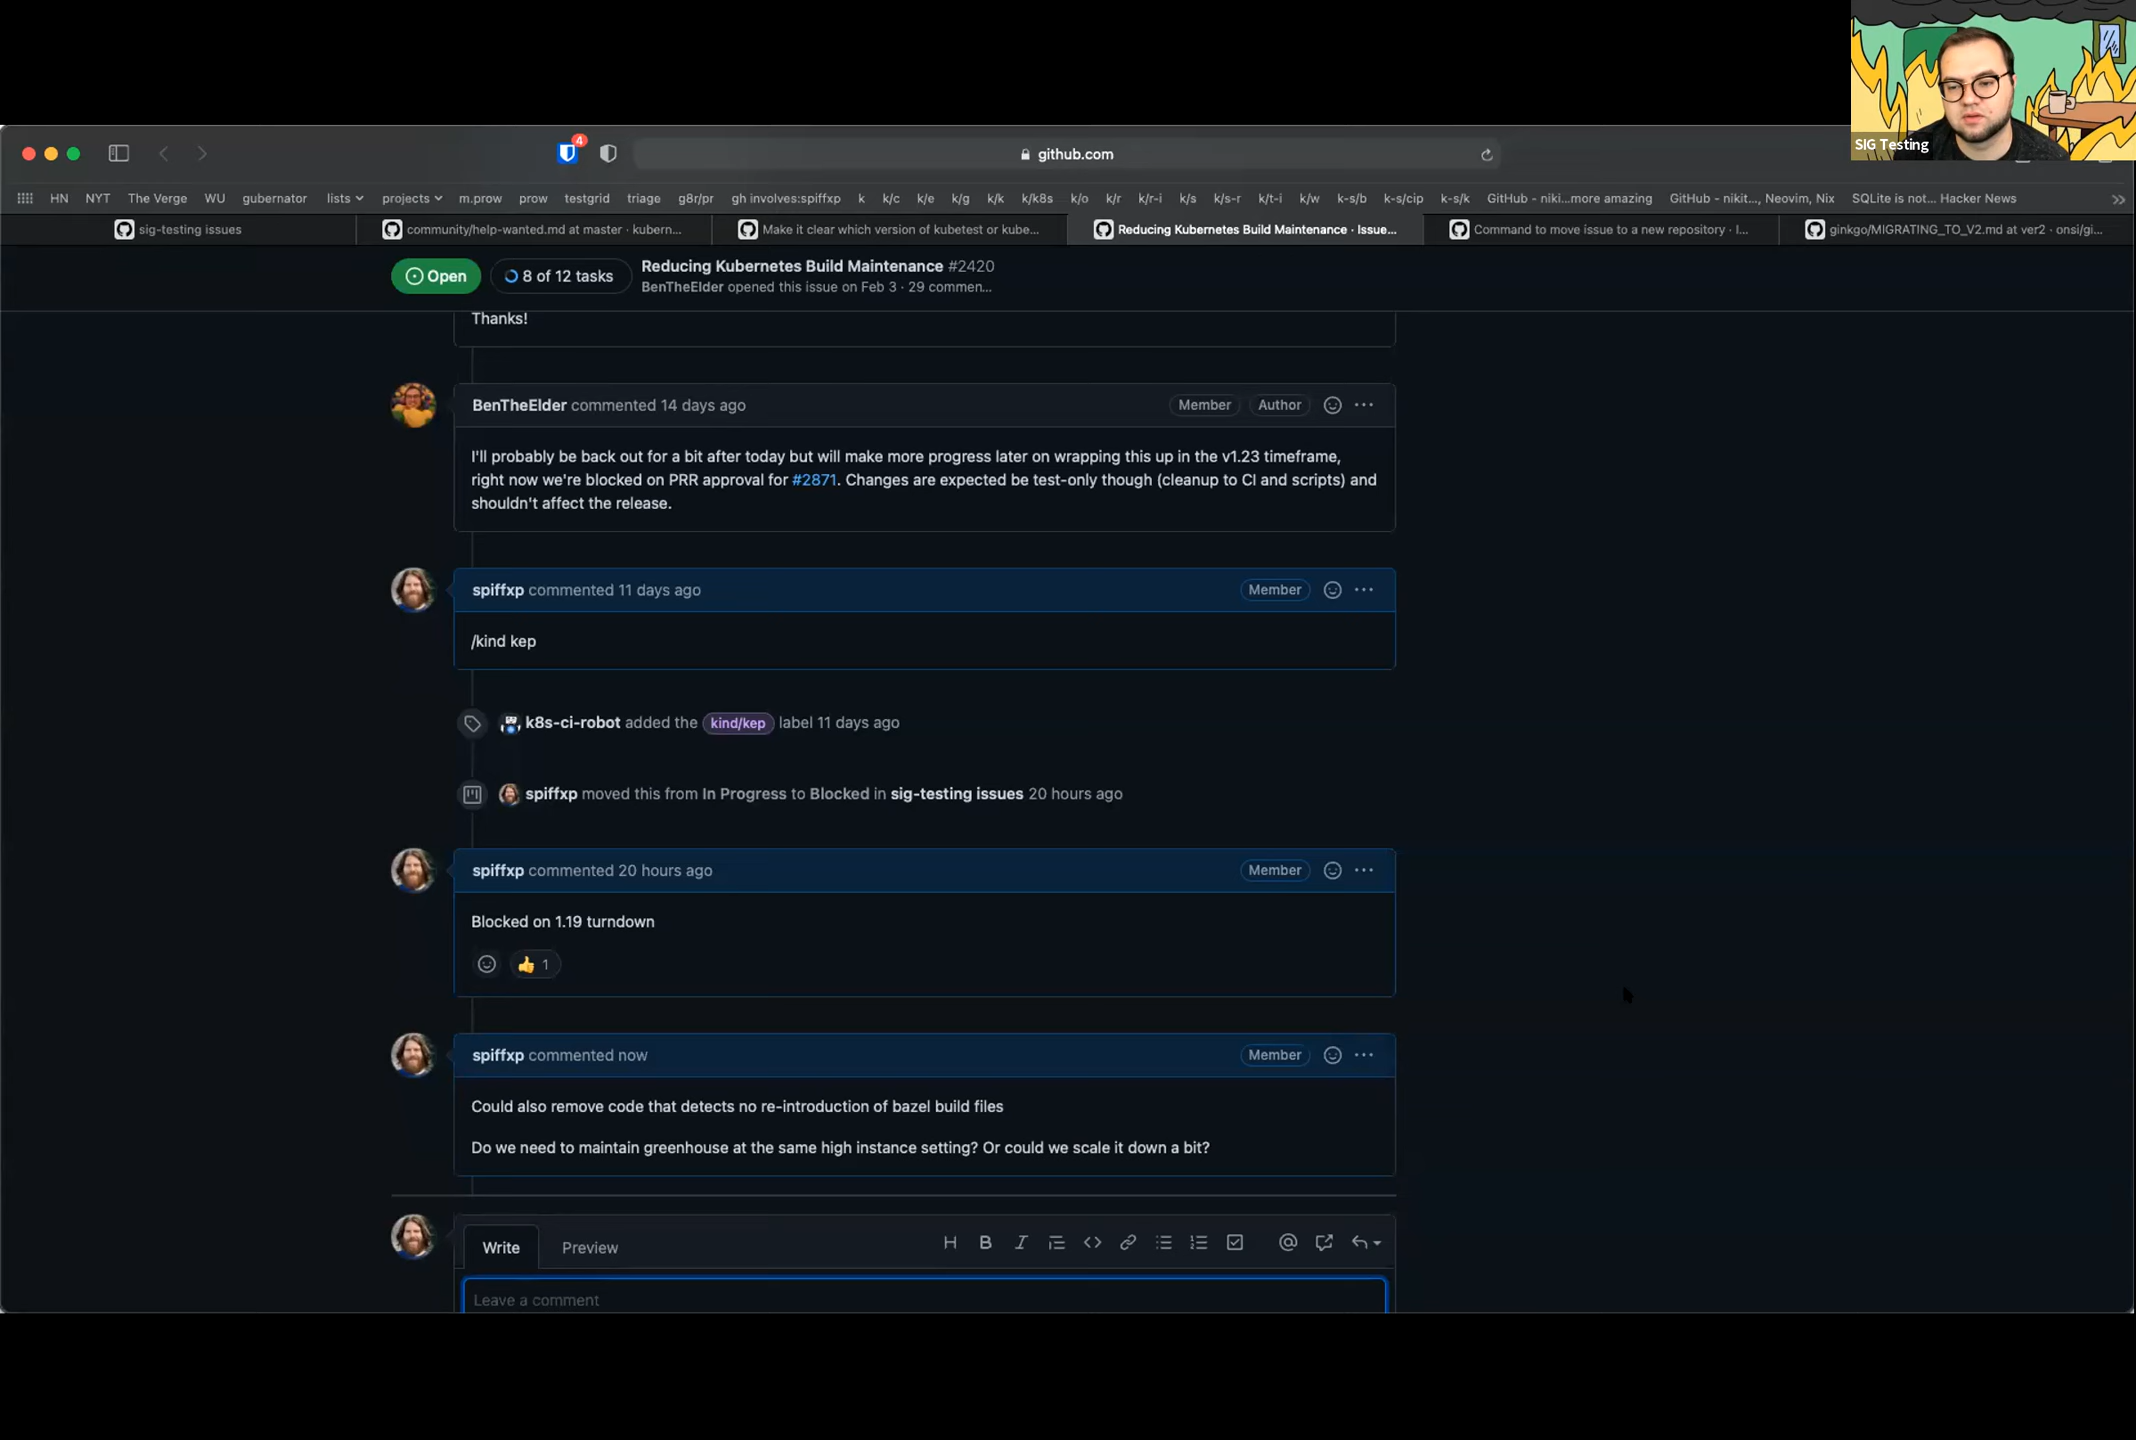 SIG Testing
4
github.com
HN NYT The Verge WU gubernator lists projects m.prow prow testgrid triage g8r/pr gh involves:spiffxp k k/c k/e k/g k/k k/k8s k/o k/r k/r-i k/s k/s-r k/t-i k/w k-s/b k-s/cip k-s/k GitHub - niki...more amazing GitHub - nikit..., Neovim, Nix SQLite is not... Hacker News
sig-testing issues community/help-wanted.md at master · kubern... Make it clear which version of kubetest or kube... Reducing Kubernetes Build Maintenance · Issue... Command to move issue to a new repository · I... ginkgo/MIGRATING_TO_V2.md at ver2 · onsi/gi...
Open 8 of 12 tasks Reducing Kubernetes Build Maintenance #2420
BenTheElder opened this issue on Feb 3 · 29 commen...
Thanks!
BenTheElder commented 14 days ago Member Author
I'll probably be back out for a bit after today but will make more progress later on wrapping this up in the v1.23 timeframe,
right now we're blocked on PRR approval for #2871. Changes are expected be test-only though (cleanup to CI and scripts) and
shouldn't affect the release.
spiffxp commented 11 days ago Member
/kind kep
k8s-ci-robot added the kind/kep label 11 days ago
spiffxp moved this from In Progress to Blocked in sig-testing issues 20 hours ago
spiffxp commented 20 hours ago Member
Blocked on 1.19 turndown
1
spiffxp commented now Member
Could also remove code that detects no re-introduction of bazel build files
Do we need to maintain greenhouse at the same high instance setting? Or could we scale it down a bit?
Write Preview
Leave a comment